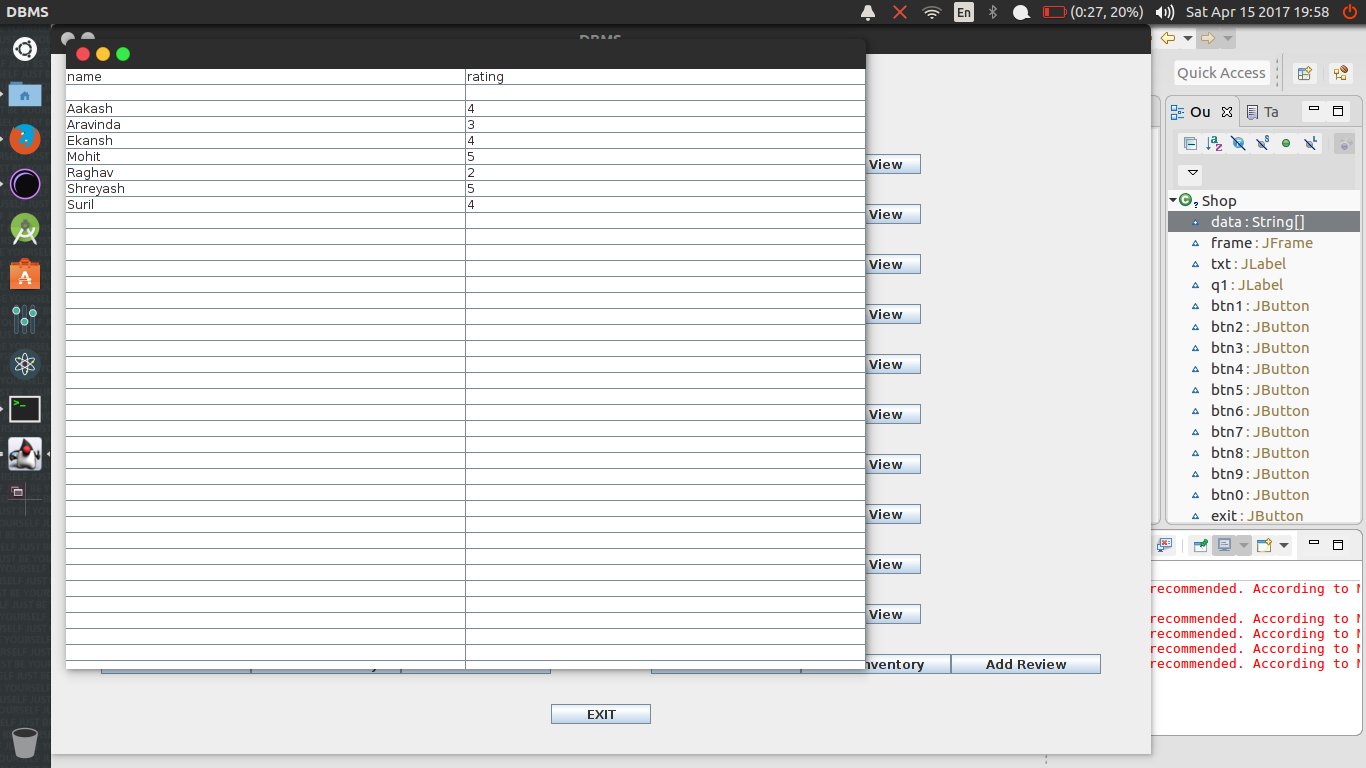 DBMS
En
(0:27, 20%)
Sat Apr 15 2017 19:58
DBMS
name rating
Aakash 4
Aravinda 3
Ekansh 4
Mohit 5
Raghav 2
Shreyash 5
Suril 4
View
View
View
View
View
View
View
View
View
View
Add Review
EXIT
Quick Access
Ou
Ta
Shop
data : String[]
frame : JFrame
txt : JLabel
q1 : JLabel
btn1 : JButton
btn2 : JButton
btn3 : JButton
btn4 : JButton
btn5 : JButton
btn6 : JButton
btn7 : JButton
btn8 : JButton
btn9 : JButton
btn0 : JButton
exit : JButton
recommended. According to
recommended. According to
recommended. According to
recommended. According to
recommended. According to